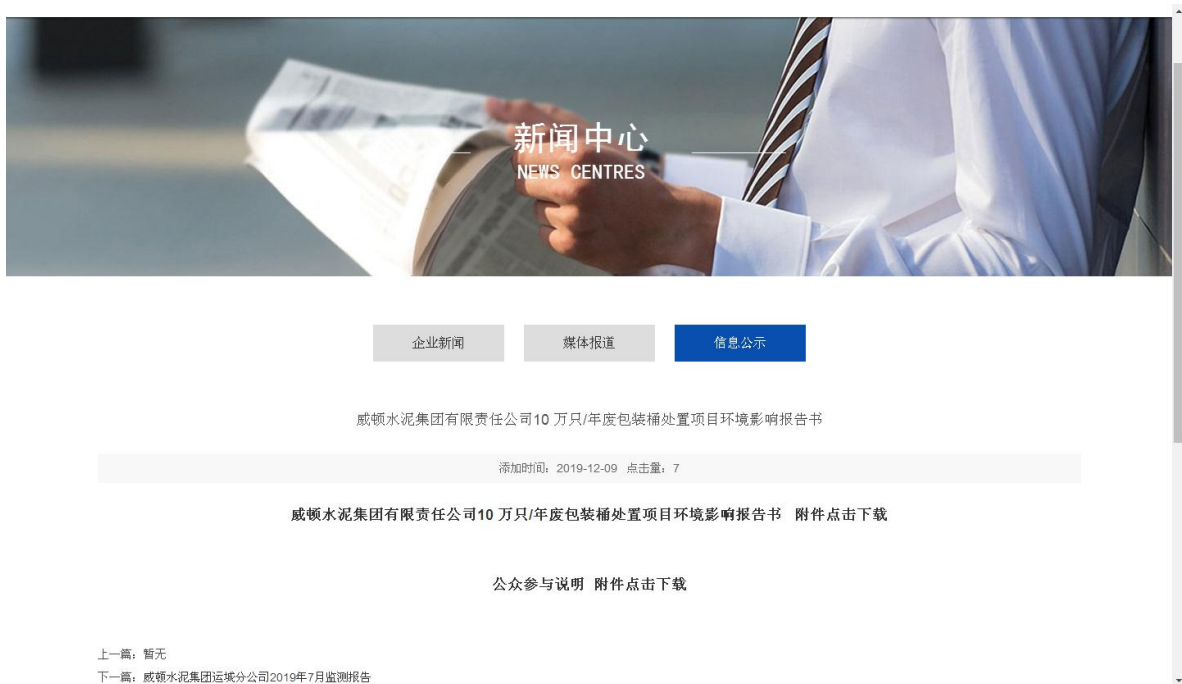 新闻中心
NEWS CENTRES
企业新闻 媒体报道 信息公示
威顿水泥集团有限责任公司10 万只/年废包装桶处置项目环境影响报告书
添加时间：2019-12-09 点击量：7
威顿水泥集团有限责任公司10 万只/年废包装桶处置项目环境影响报告书 附件点击下载
公众参与说明 附件点击下载
上一篇：暂无
下一篇：威顿水泥集团运城分公司2019年7月监测报告